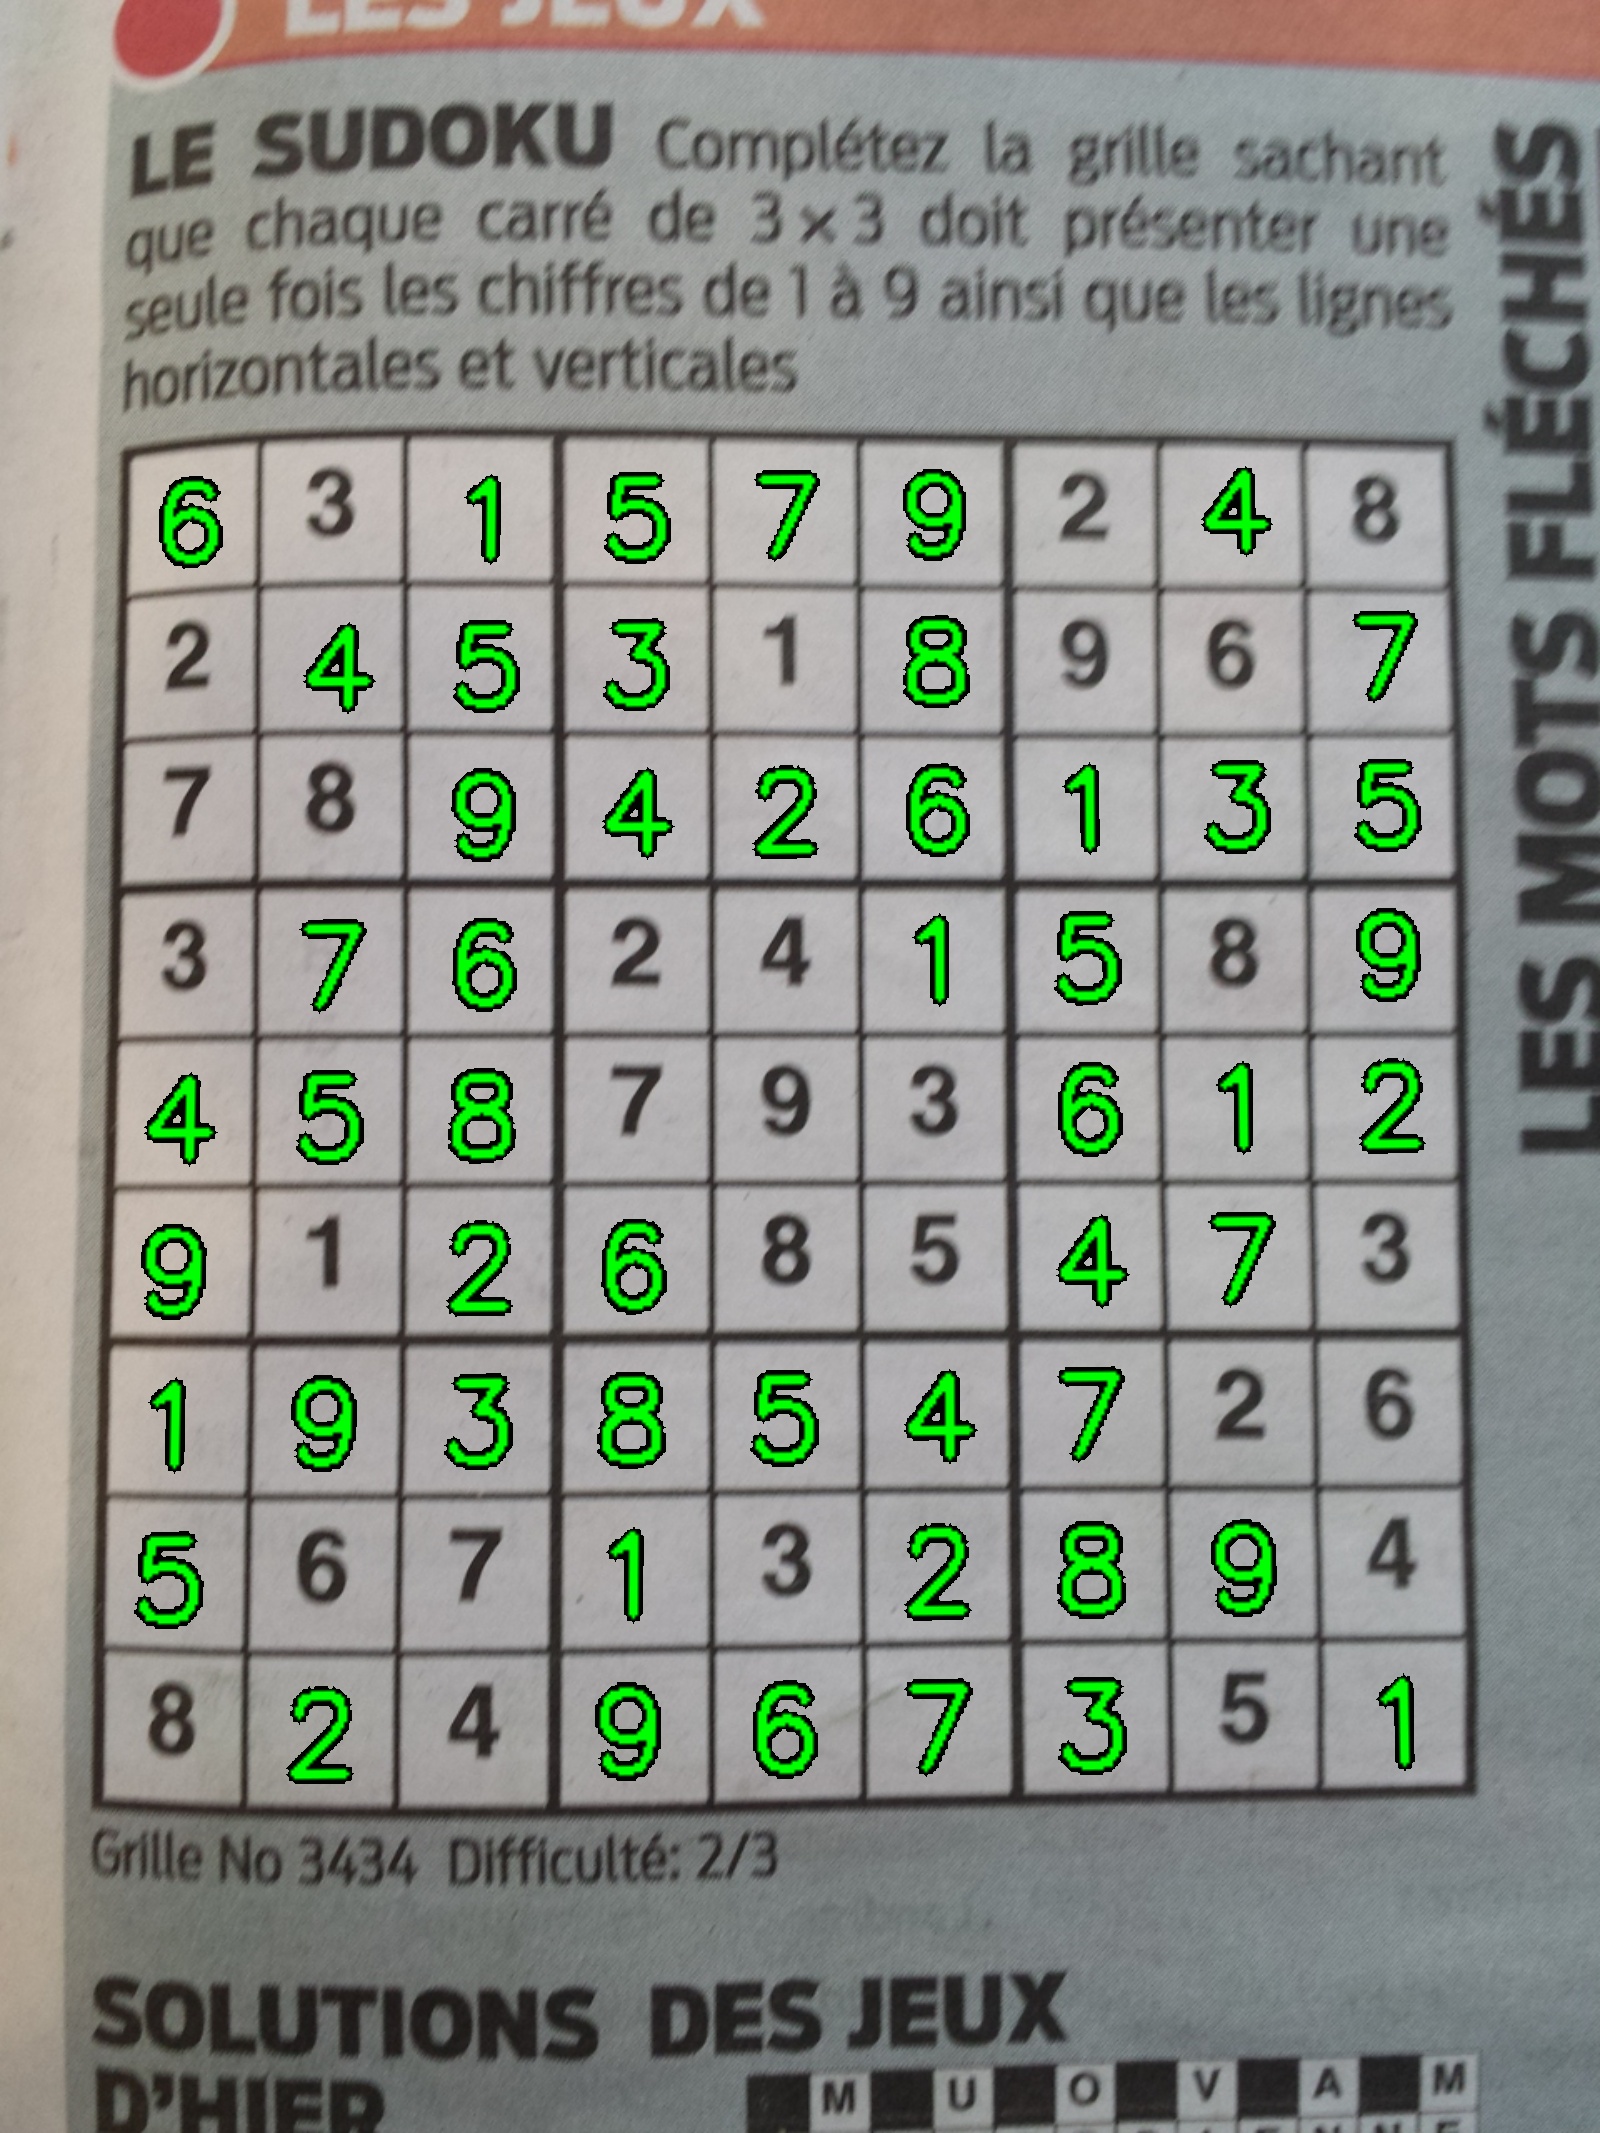 LES JEUX
LE SUDOKU Complétez la grille sachant
que chaque carré de 3 x 3 doit présenter une
seule fois les chiffres de 1 à 9 ainsi que les lignes
horizontales et verticales
6 3 1 5 7 9 2 4 8
2 4 5 3 1 8 9 6 7
7 8 9 4 2 6 1 3 5
3 7 6 2 4 1 5 8 9
4 5 8 7 9 3 6 1 2
9 1 2 6 8 5 4 7 3
1 9 3 8 5 4 7 2 6
5 6 7 1 3 2 8 9 4
8 2 4 9 6 7 3 5 1
Grille No 3434 Difficulté: 2/3
LES MOTS FLÉCHÉS
SOLUTIONS DES JEUX
D'HIER
M U O V A M